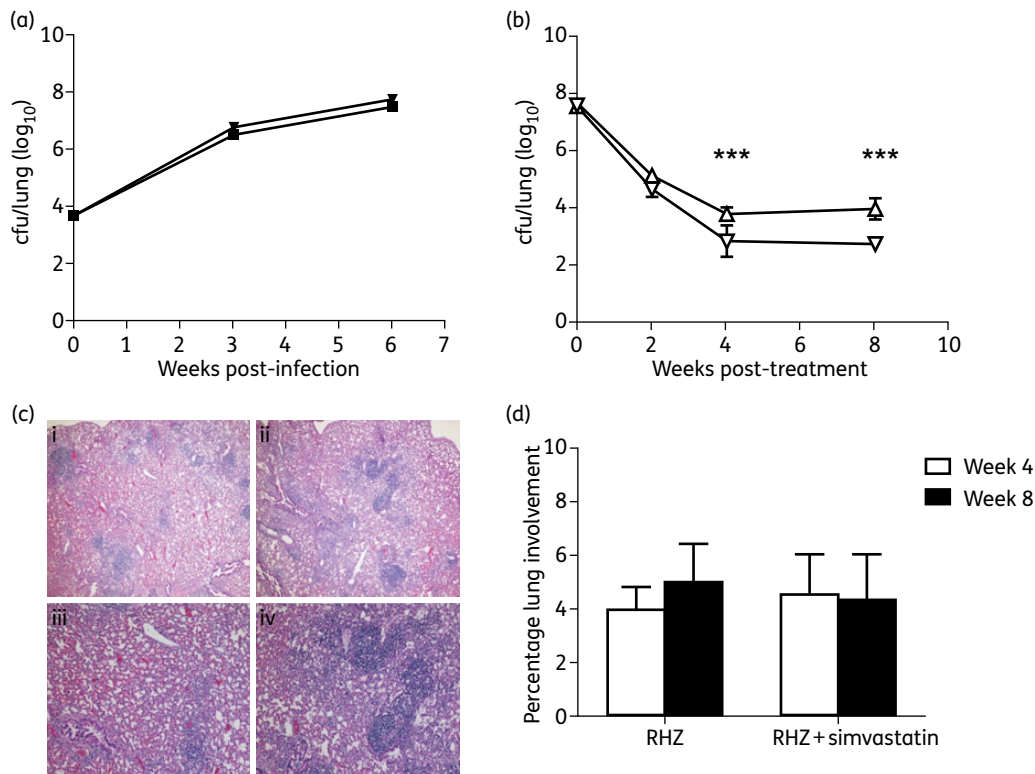 (a)
10
8
6
4
2
0
cfu/lung (log10)
0 1 2 3 4 5 6 7
Weeks post-infection
(b)
10
8
6
4
2
0
cfu/lung (log10)
*** ***
0 2 4 6 8 10
Weeks post-treatment
(c)
i ii
iii iv
(d)
10
8
6
4
2
0
Percentage lung involvement
RHZ RHZ+simvastatin
Week 4
Week 8